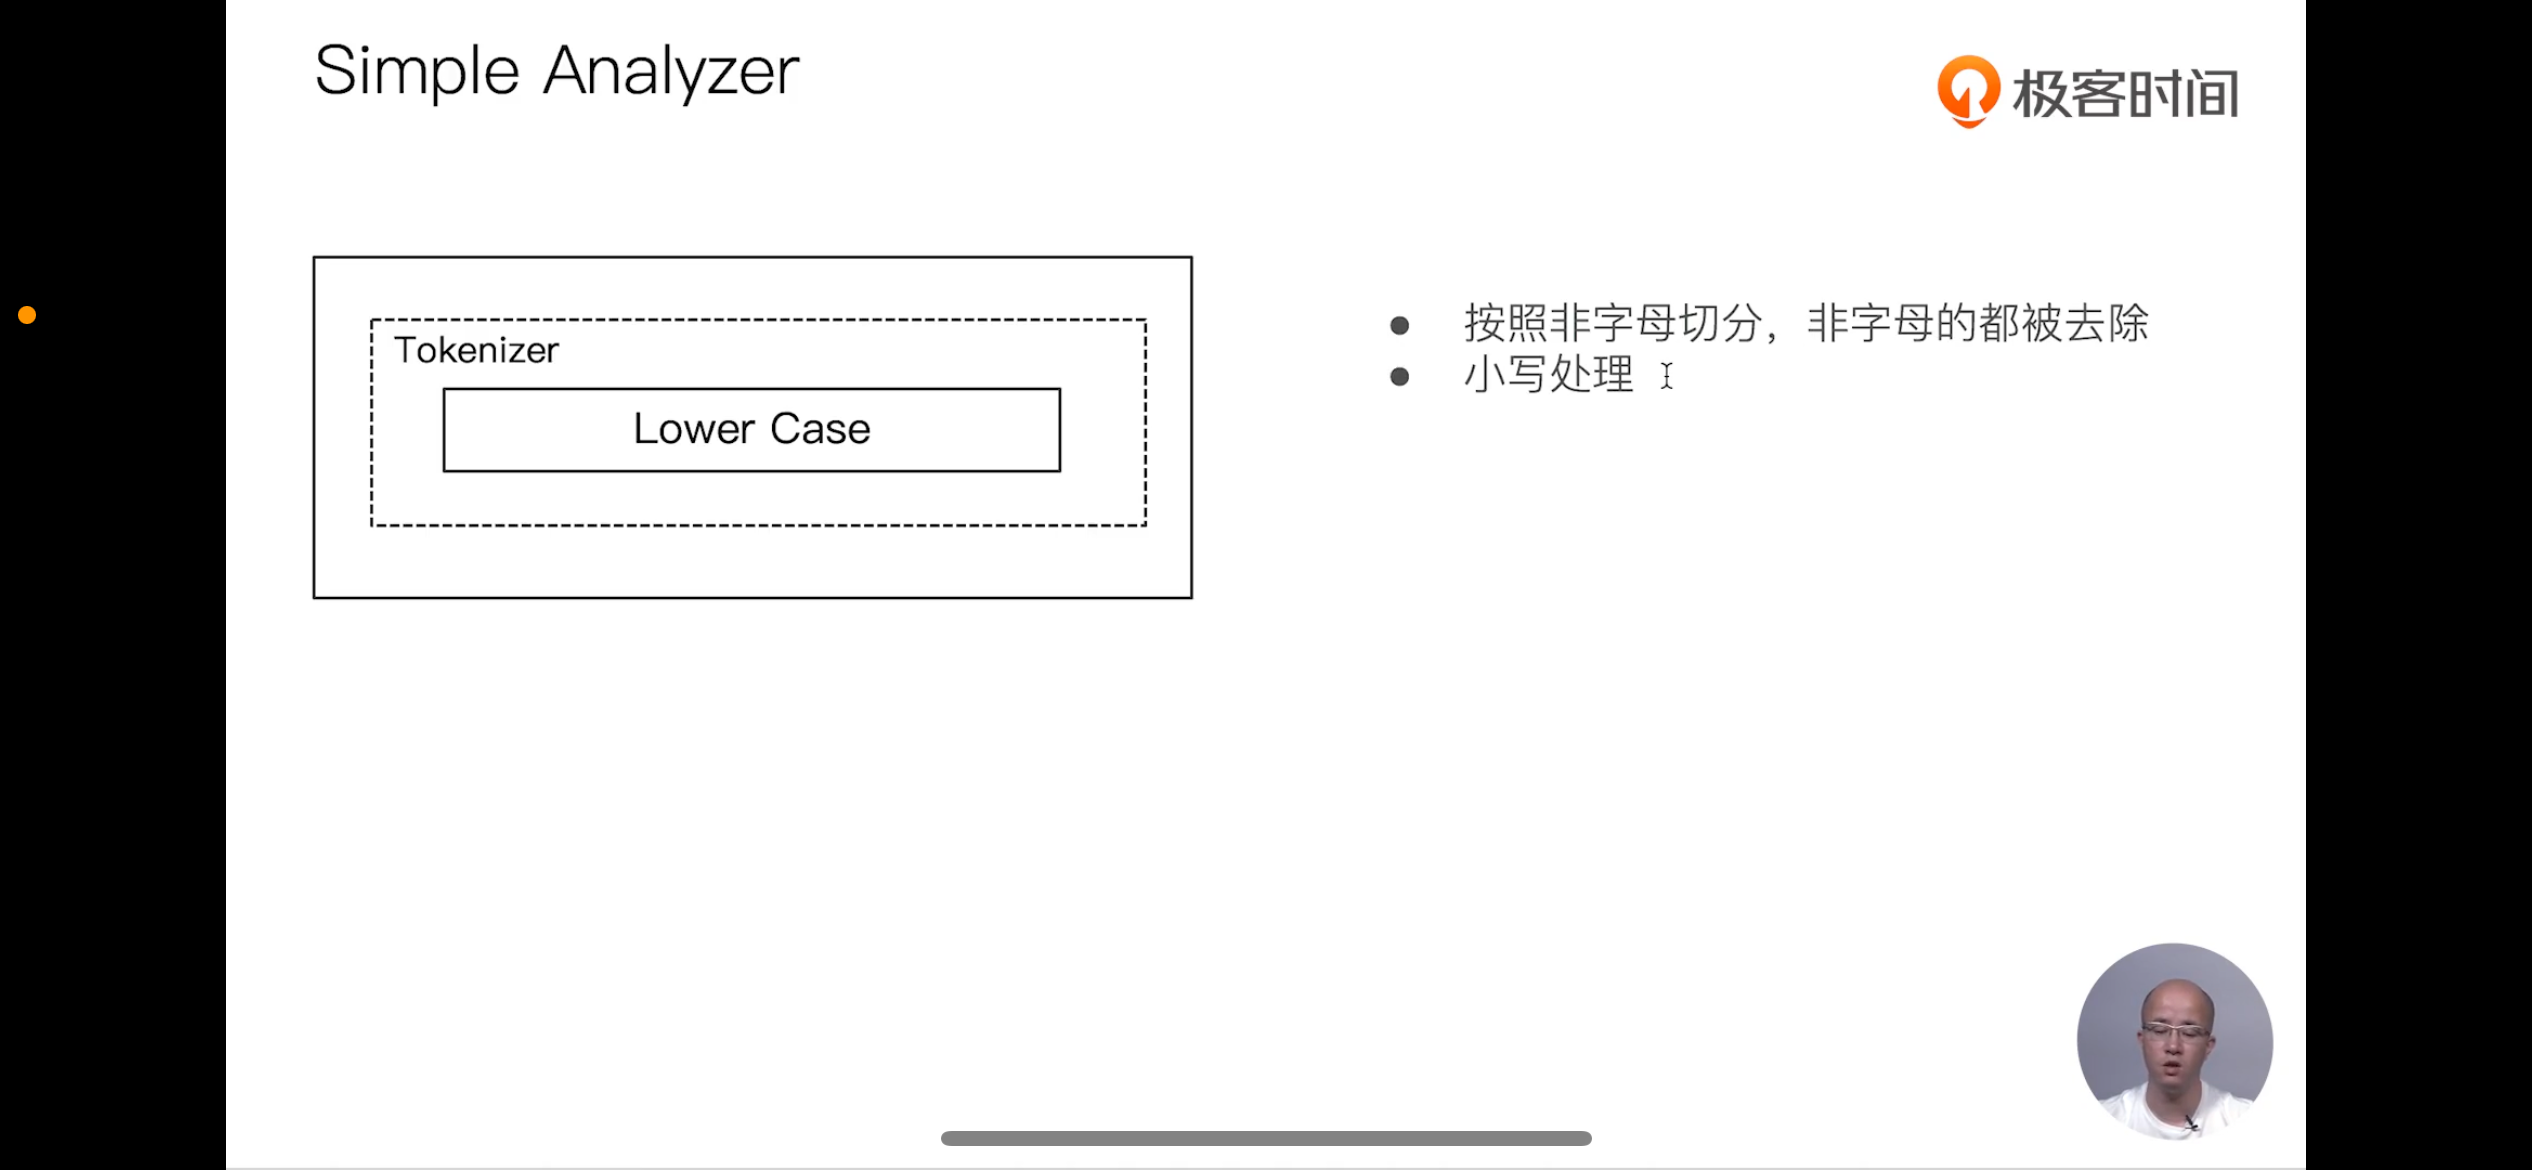 Simple Analyzer
极客时间
Tokenizer
Lower Case
按照非字母切分，非字母的都被去除
小写处理